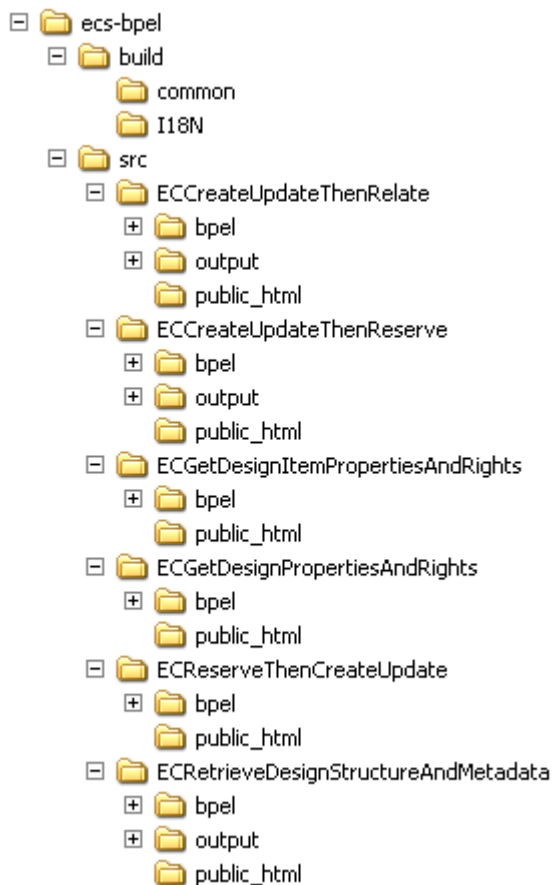 ecs-bpel
build
common
I18N
src
ECCreateUpdateThenRelate
bpel
output
public_html
ECCreateUpdateThenReserve
bpel
output
public_html
ECGetDesignItemPropertiesAndRights
bpel
public_html
ECGetDesignPropertiesAndRights
bpel
public_html
ECReserveThenCreateUpdate
bpel
public_html
ECRetrieveDesignStructureAndMetadata
bpel
output
public_html